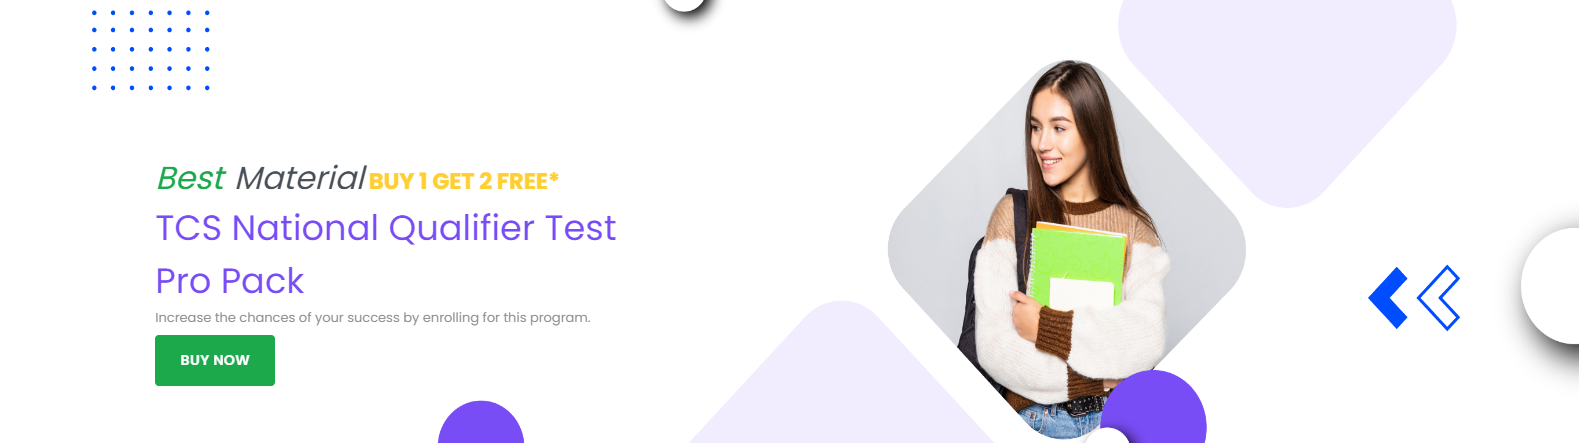 Best Material BUY 1 GET 2 FREE*
TCS National Qualifier Test
Pro Pack
Increase the chances of your success by enrolling for this program.
BUY NOW